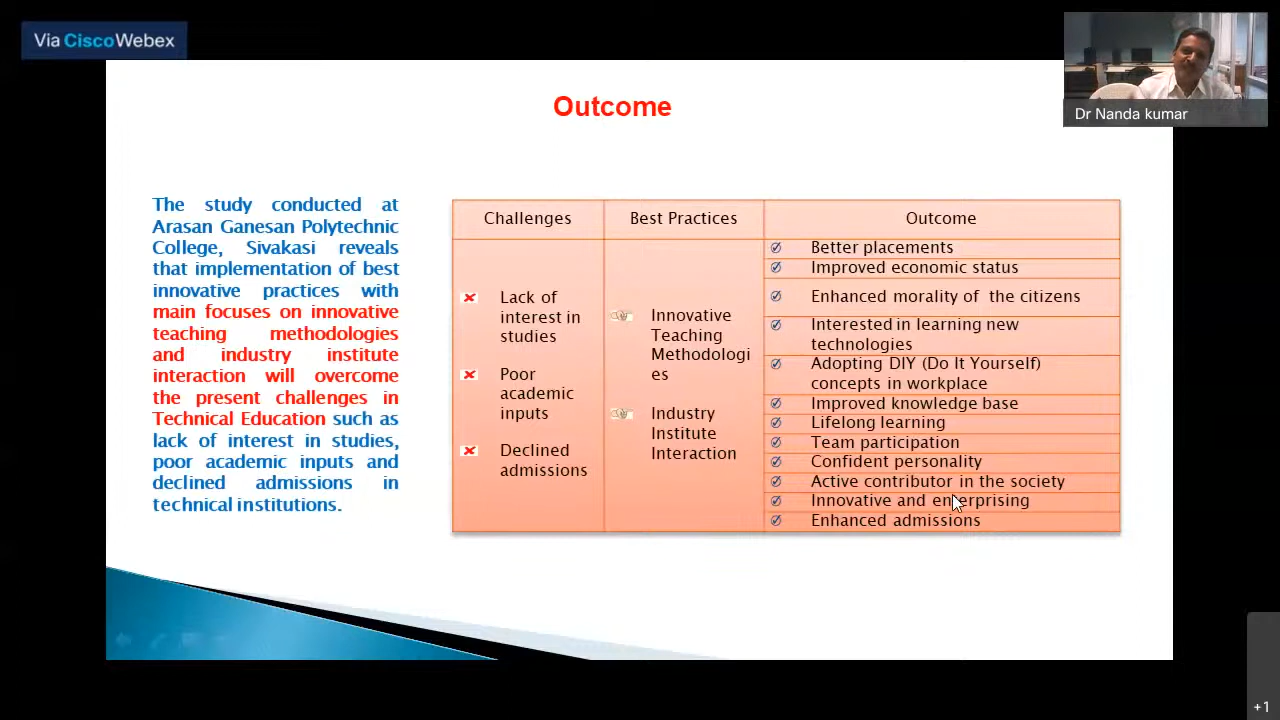 Via CiscoWebex
Dr Nanda kumar
Outcome
The study conducted at
Arasan Ganesan Polytechnic
College, Sivakasi reveals
that implementation of best
innovative practices with
main focuses on innovative
teaching methodologies
and industry institute
interaction will overcome
the present challenges in
Technical Education such as
lack of interest in studies,
poor academic inputs and
declined admissions in
technical institutions.
Challenges
Lack of
interest in
studies
Poor
academic
inputs
Declined
admissions
Best Practices
Innovative
Teaching
Methodologi
es
Industry
Institute
Interaction
Outcome
Better placements
Improved economic status
Enhanced morality of the citizens
Interested in learning new
technologies
Adopting DIY (Do It Yourself)
concepts in workplace
Improved knowledge base
Lifelong learning
Team participation
Confident personality
Active contributor in the society
Innovative and enterprising
Enhanced admissions
+1